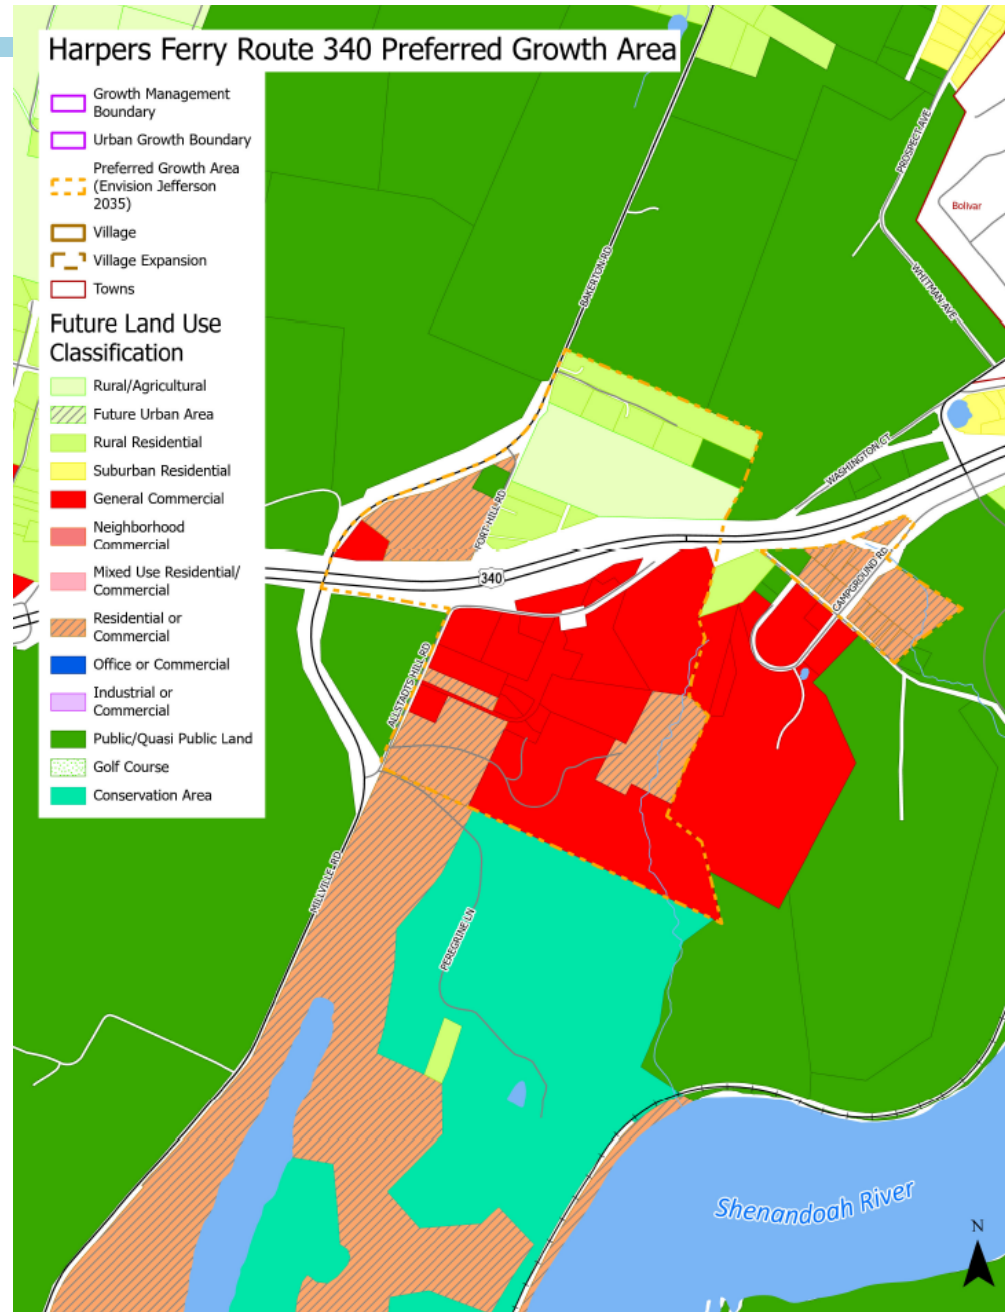 Harpers Ferry Route 340 Preferred Growth Area
Growth Management
Boundary
Urban Growth Boundary
Preferred Growth Area
(Envision Jefferson
2035)
Village
Village Expansion
Towns
Future Land Use
Classification
Rural/Agricultural
Future Urban Area
Rural Residential
Suburban Residential
General Commercial
Neighborhood
Commercial
Mixed Use Residential/
Commercial
Residential or
Commercial
Office or Commercial
Industrial or
Commercial
Public/Quasi Public Land
Golf Course
Conservation Area
PROSPECT AVE
Bolivar
BAKERTON RD
WHITMAN AVE
WASHINGTON CT
FORT HILL RD
340
CAMPGROUND RD
ALLSTADTS HILL RD
MILLVILLE RD
PEREGRINE LN
Shenandoah River
N